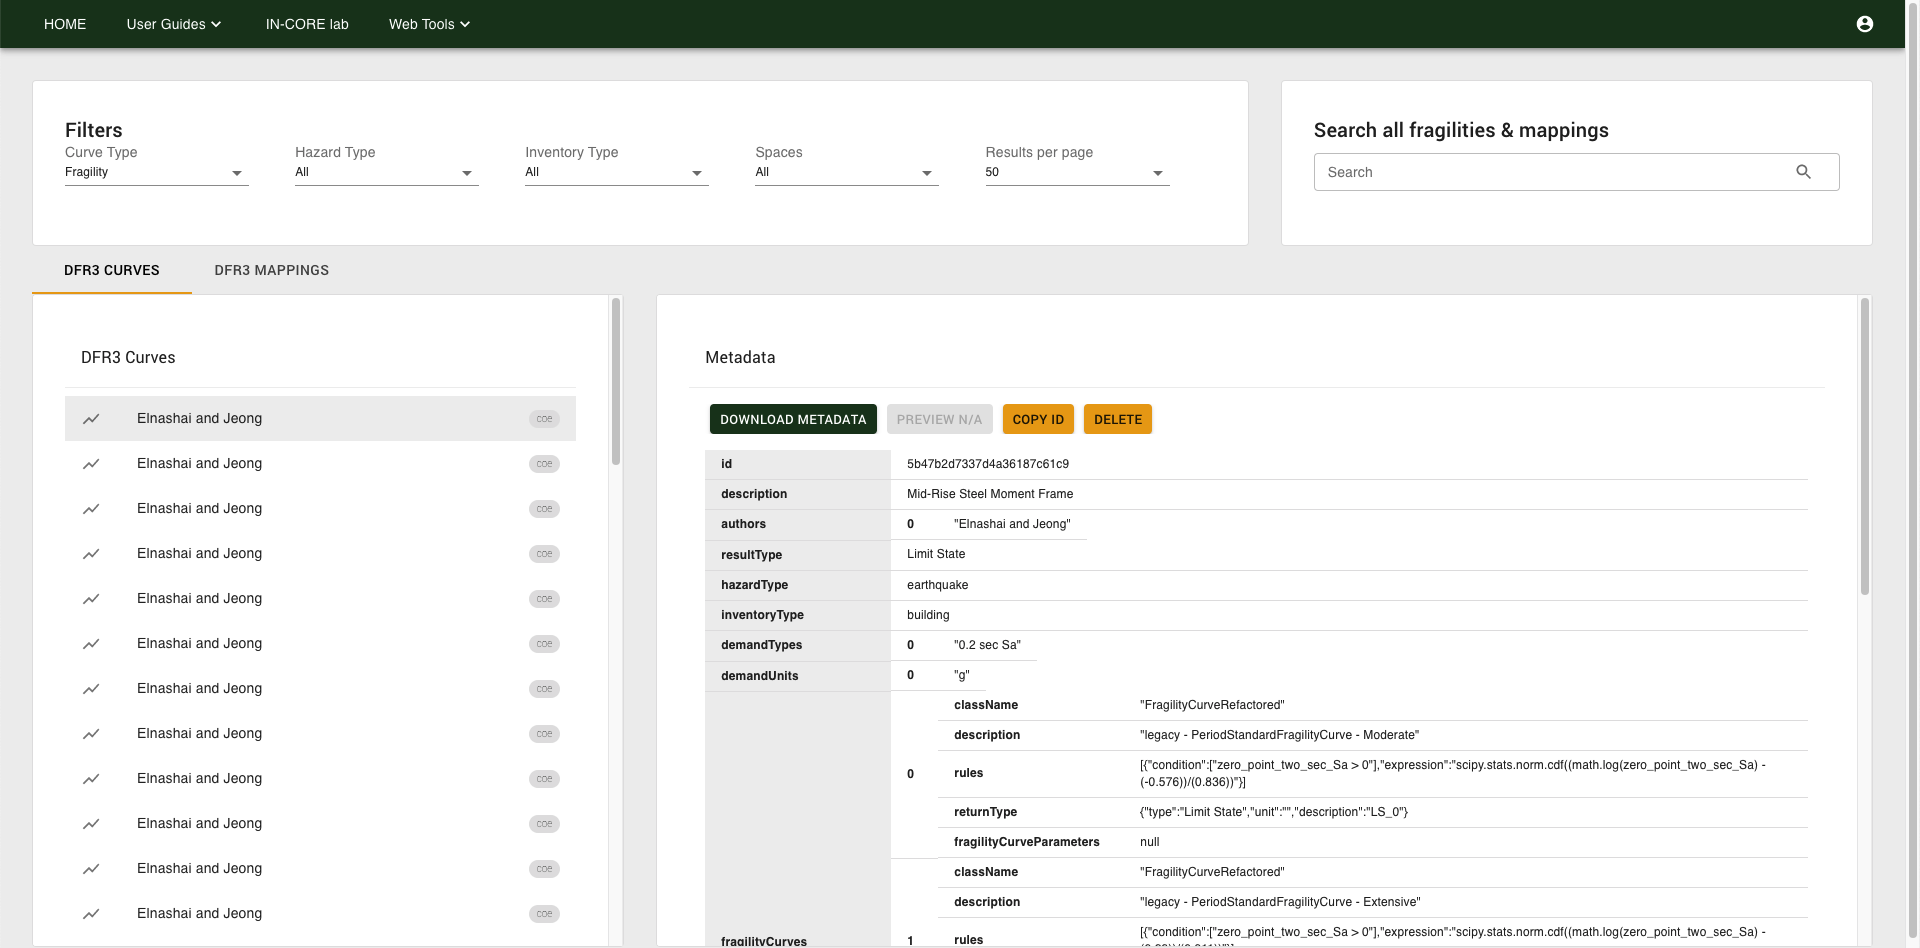 HOME User Guides IN-CORE lab Web Tools
Filters
Curve Type Hazard Type Inventory Type Spaces Results per page
Fragility All All All 50
Search all fragilities & mappings
Search
DFR3 CURVES DFR3 MAPPINGS
DFR3 Curves
Elnashai and Jeong coe
Elnashai and Jeong coe
Elnashai and Jeong coe
Elnashai and Jeong coe
Elnashai and Jeong coe
Elnashai and Jeong coe
Elnashai and Jeong coe
Elnashai and Jeong coe
Elnashai and Jeong coe
Elnashai and Jeong coe
Elnashai and Jeong coe
Elnashai and Jeong coe
Metadata
DOWNLOAD METADATA PREVIEW N/A COPY ID DELETE
id 5b47b2d7337d4a36187c61c9
description Mid-Rise Steel Moment Frame
authors 0 "Elnashai and Jeong"
resultType Limit State
hazardType earthquake
inventoryType building
demandTypes 0 "0.2 sec Sa"
demandUnits 0 "g"
className "FragilityCurveRefactored"
description "legacy - PeriodStandardFragilityCurve - Moderate"
0 rules [{"condition":["zero_point_two_sec_Sa > 0"],"expression":"scipy.stats.norm.cdf((math.log(zero_point_two_sec_Sa) -
(-0.576))/(0.836))"}]
returnType {"type":"Limit State","unit":"","description":"LS_0"}
fragilityCurveParameters null
className "FragilityCurveRefactored"
description "legacy - PeriodStandardFragilityCurve - Extensive"
fragilityCurves 1 rules [{"condition":["zero_point_two_sec_Sa > 0"],"expression":"scipy.stats.norm.cdf((math.log(zero_point_two_sec_Sa) -